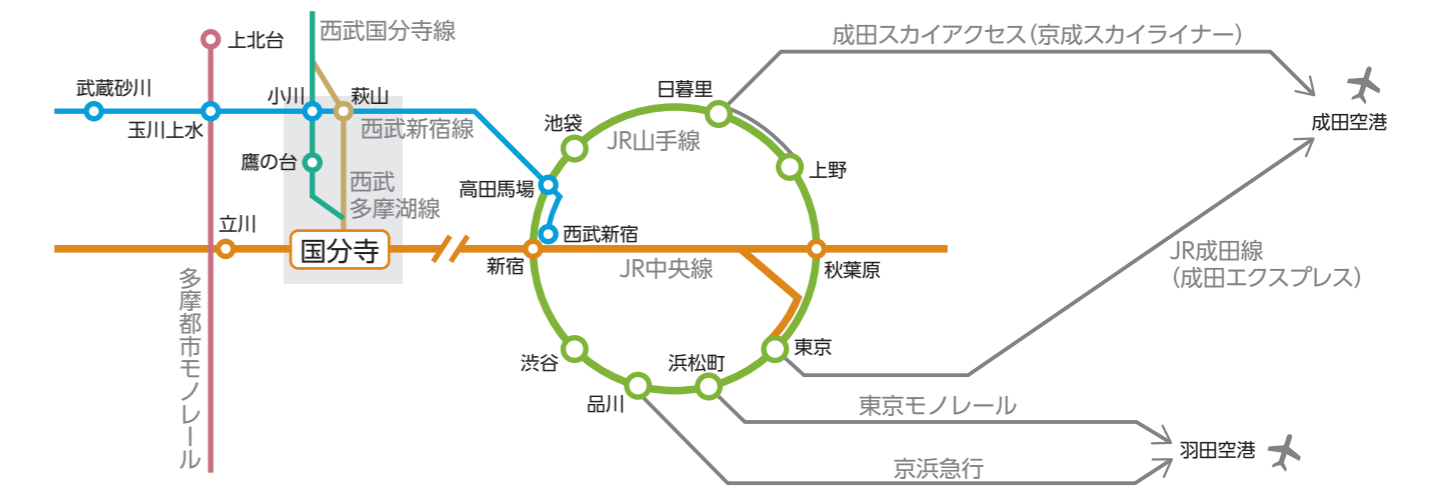 西武国分寺線
上北台
成田スカイアクセス（京成スカイライナー）
武蔵砂川
小川
萩山
日暮里
玉川上水
西武新宿線
池袋
JR山手線
成田空港
鷹の台
西武
多摩湖線
高田馬場
上野
立川
国分寺
西武新宿
新宿
JR中央線
秋葉原
JR成田線
（成田エクスプレス）
多摩都市モノレール
渋谷
浜松町
東京
品川
東京モノレール
羽田空港
京浜急行